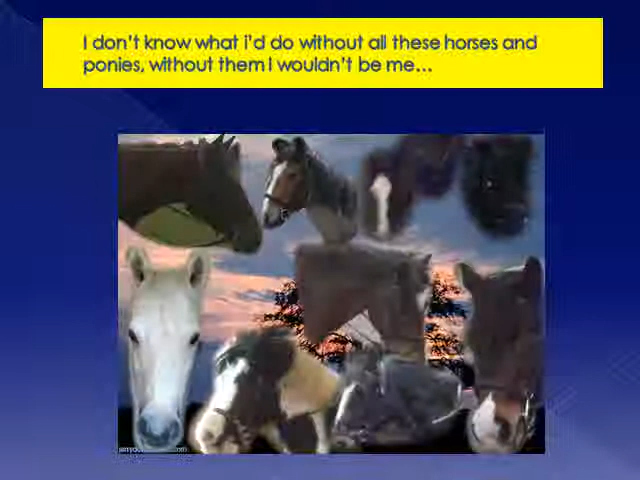 I don't know what i'd do without all these horses and
ponies, without them I wouldn't be me...